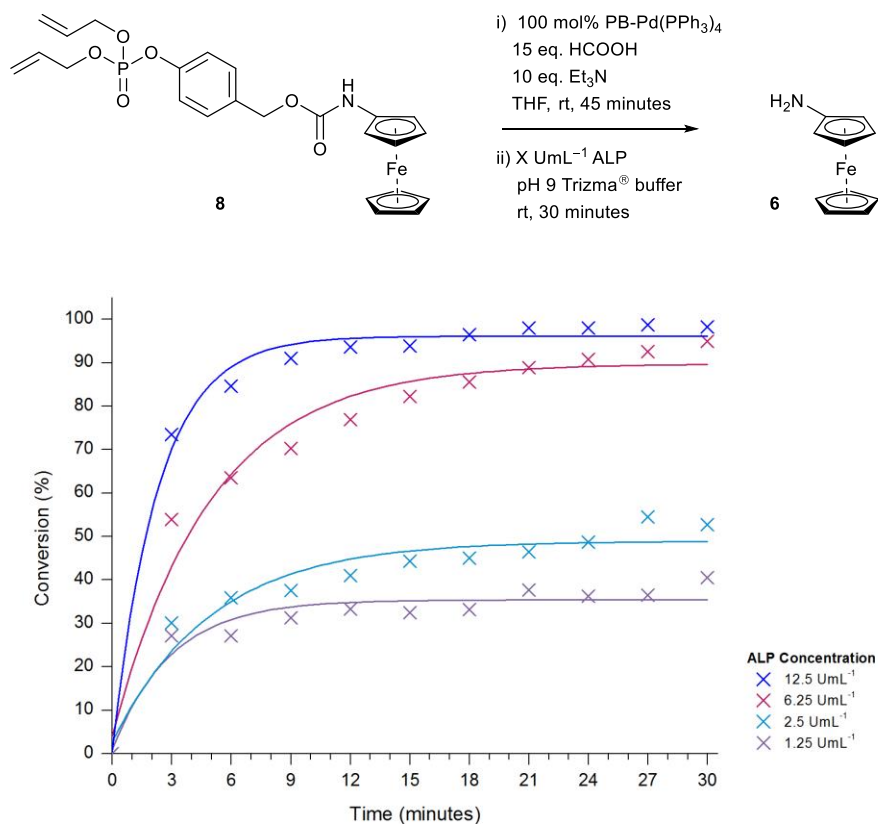 i) 100 mol% PB-Pd(PPh₃)₄
15 eq. HCOOH
10 eq. Et₃N
THF, rt, 45 minutes
ii) X UmL⁻¹ ALP
pH 9 Trizma® buffer
rt, 30 minutes
O
O
P
O
O
O
O
H
N
Fe
8
H₂N
Fe
6
Conversion (%)
100
90
80
70
60
50
40
30
20
10
0
0 3 6 9 12 15 18 21 24 27 30
Time (minutes)
ALP Concentration
12.5 UmL⁻¹
6.25 UmL⁻¹
2.5 UmL⁻¹
1.25 UmL⁻¹